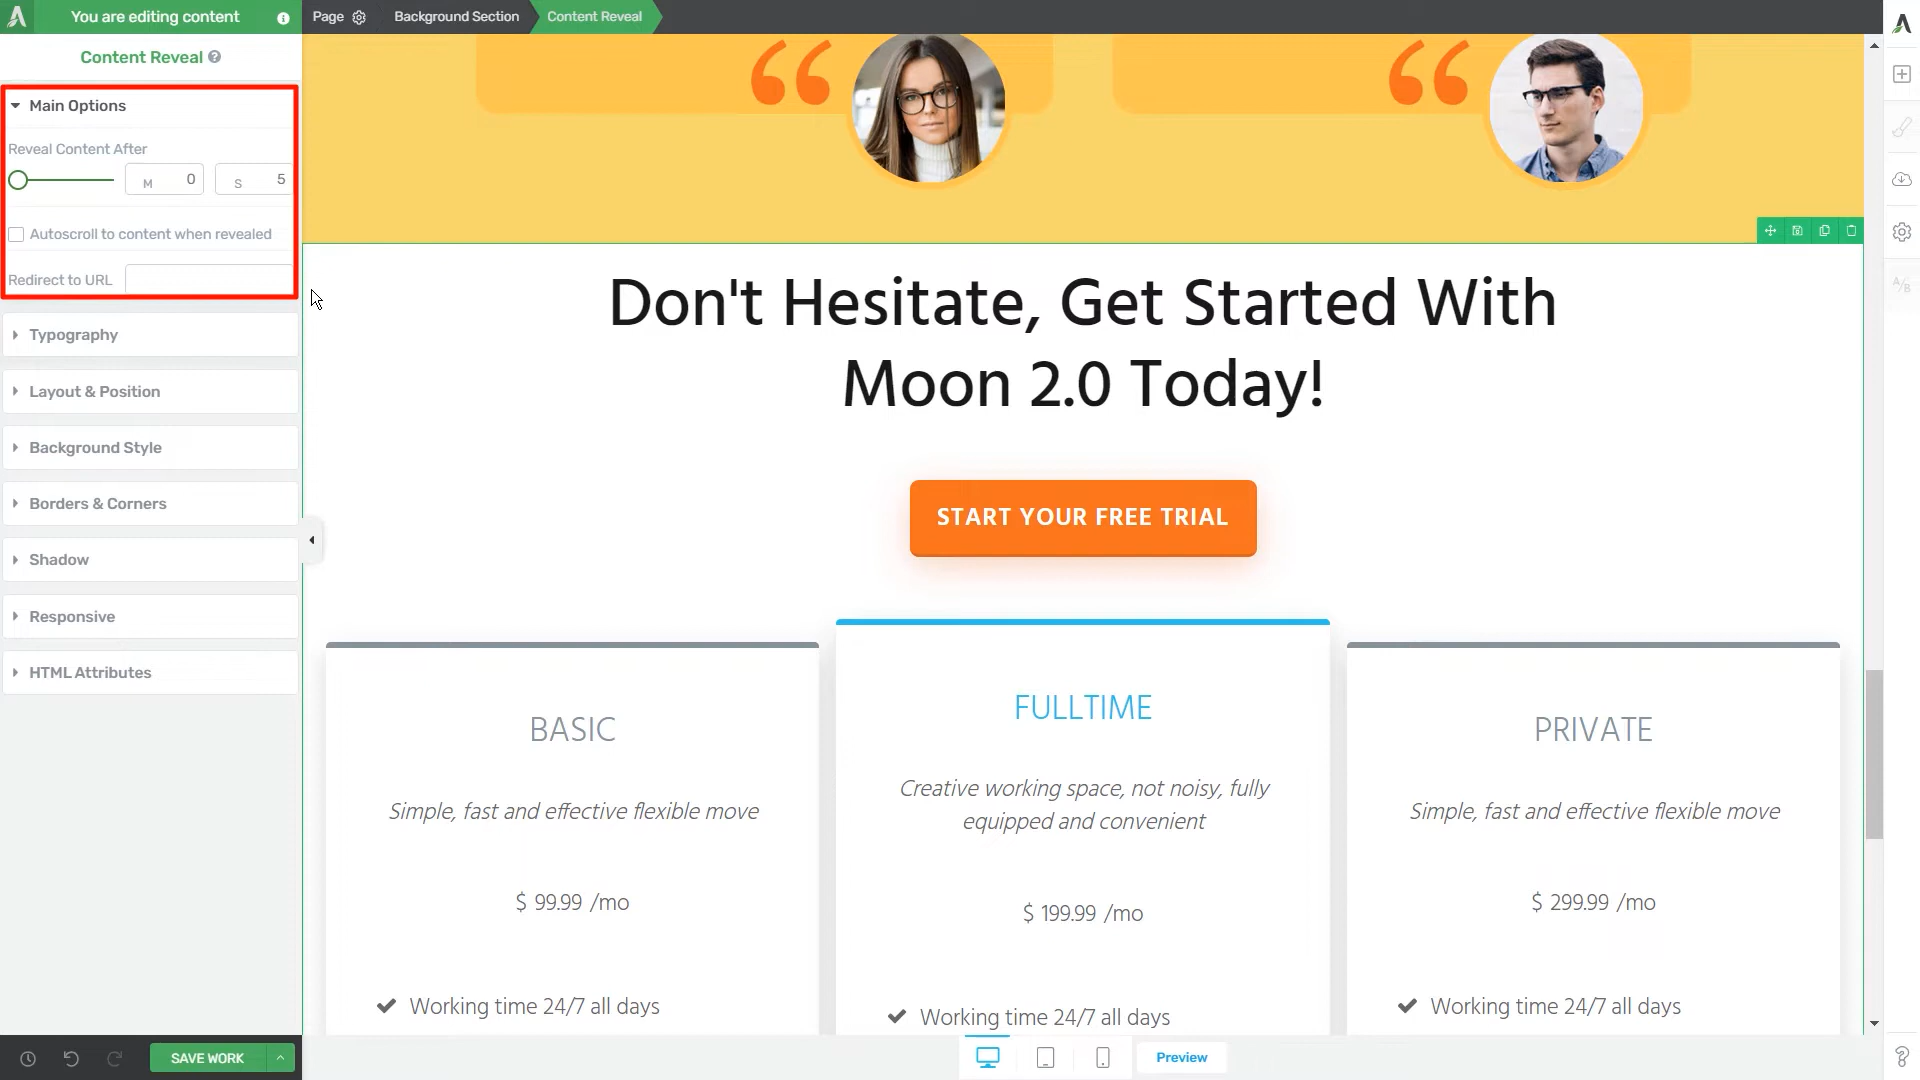 You are editing content
Page
Background Section
Content Reveal
Content Reveal
Main Options
Reveal Content After
M 0
S 5
Autoscroll to content when revealed
Redirect to URL
Typography
Layout & Position
Background Style
Borders & Corners
Shadow
Responsive
HTML Attributes
SAVE WORK
“ “
Don't Hesitate, Get Started With
Moon 2.0 Today!
START YOUR FREE TRIAL
BASIC
Simple, fast and effective flexible move
$ 99.99 /mo
Working time 24/7 all days
FULLTIME
Creative working space, not noisy, fully
equipped and convenient
$ 199.99 /mo
Working time 24/7 all days
PRIVATE
Simple, fast and effective flexible move
$ 299.99 /mo
Working time 24/7 all days
Preview
A/B